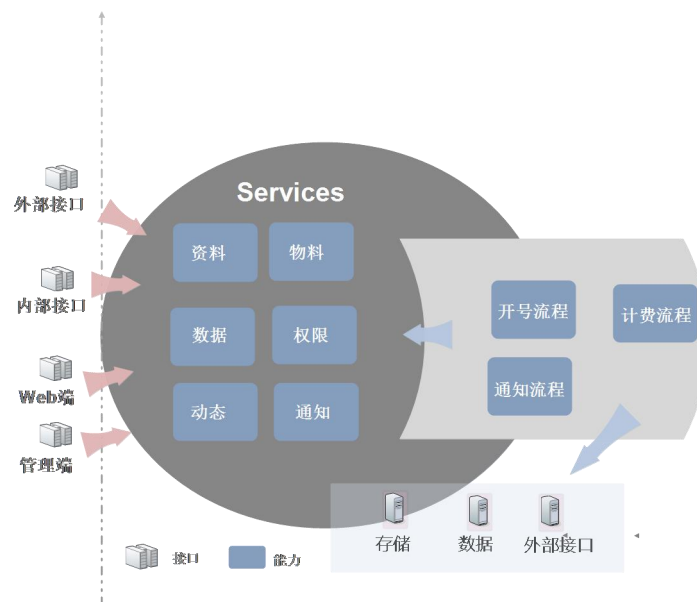 Services
外部接口
资料
物料
内部接口
开号流程
计费流程
数据
权限
Web端
通知流程
动态
通知
管理端
存储
数据
外部接口
接口
能力